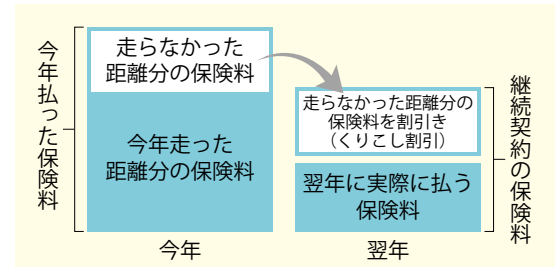 今年払った保険料
走らなかった
距離分の保険料
今年走った
距離分の保険料
今年
走らなかった距離分の
保険料を割引き
（くりこし割引）
翌年に実際に払う
保険料
翌年
継続契約の保険料